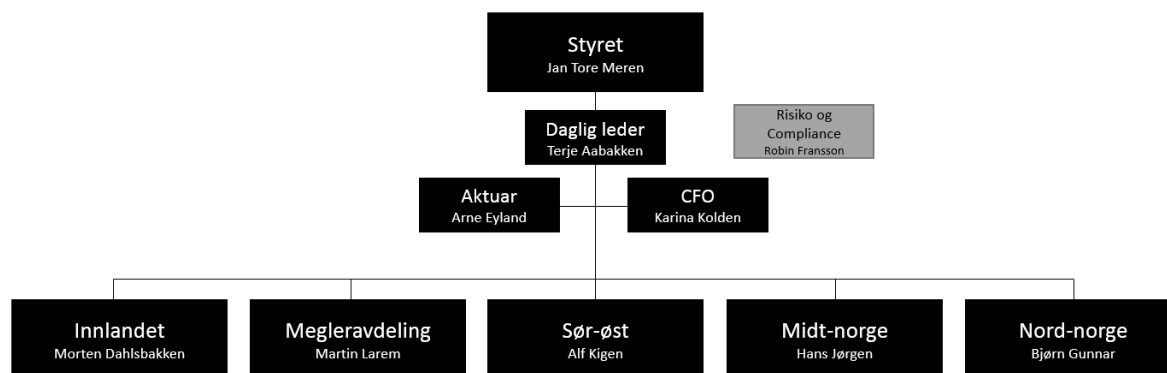 Styret
Jan Tore Meren
Daglig leder
Terje Aabakken
Risiko og
Compliance
Robin Fransson
Aktuar
Arne Eyland
CFO
Karina Kolden
Innlandet
Morten Dahlsbakken
Megleravdeling
Martin Larem
Sør-øst
Alf Kigen
Midt-norge
Hans Jørgen
Nord-norge
Bjørn Gunnar